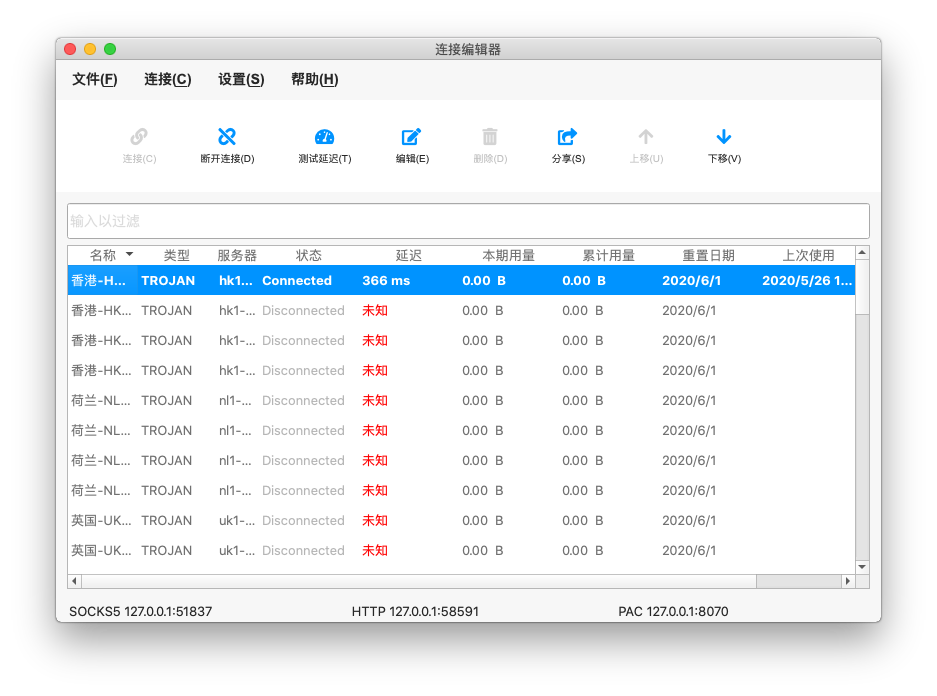 连接编辑器
文件(F) 连接(C) 设置(S) 帮助(H)
连接(C) 断开连接(D) 测试延迟(T) 编辑(E) 删除(D) 分享(S) 上移(U) 下移(V)
输入以过滤
名称 类型 服务器 状态 延迟 本期用量 累计用量 重置日期 上次使用
香港-H... TROJAN hk1... Connected 366 ms 0.00 B 0.00 B 2020/6/1 2020/5/26 1...
香港-HK... TROJAN hk1-... Disconnected 未知 0.00 B 0.00 B 2020/6/1
香港-HK... TROJAN hk1-... Disconnected 未知 0.00 B 0.00 B 2020/6/1
香港-HK... TROJAN hk1-... Disconnected 未知 0.00 B 0.00 B 2020/6/1
荷兰-NL... TROJAN nl1-... Disconnected 未知 0.00 B 0.00 B 2020/6/1
荷兰-NL... TROJAN nl1-... Disconnected 未知 0.00 B 0.00 B 2020/6/1
荷兰-NL... TROJAN nl1-... Disconnected 未知 0.00 B 0.00 B 2020/6/1
荷兰-NL... TROJAN nl1-... Disconnected 未知 0.00 B 0.00 B 2020/6/1
英国-UK... TROJAN uk1-... Disconnected 未知 0.00 B 0.00 B 2020/6/1
英国-UK... TROJAN uk1-... Disconnected 未知 0.00 B 0.00 B 2020/6/1
SOCKS5 127.0.0.1:51837 HTTP 127.0.0.1:58591 PAC 127.0.0.1:8070